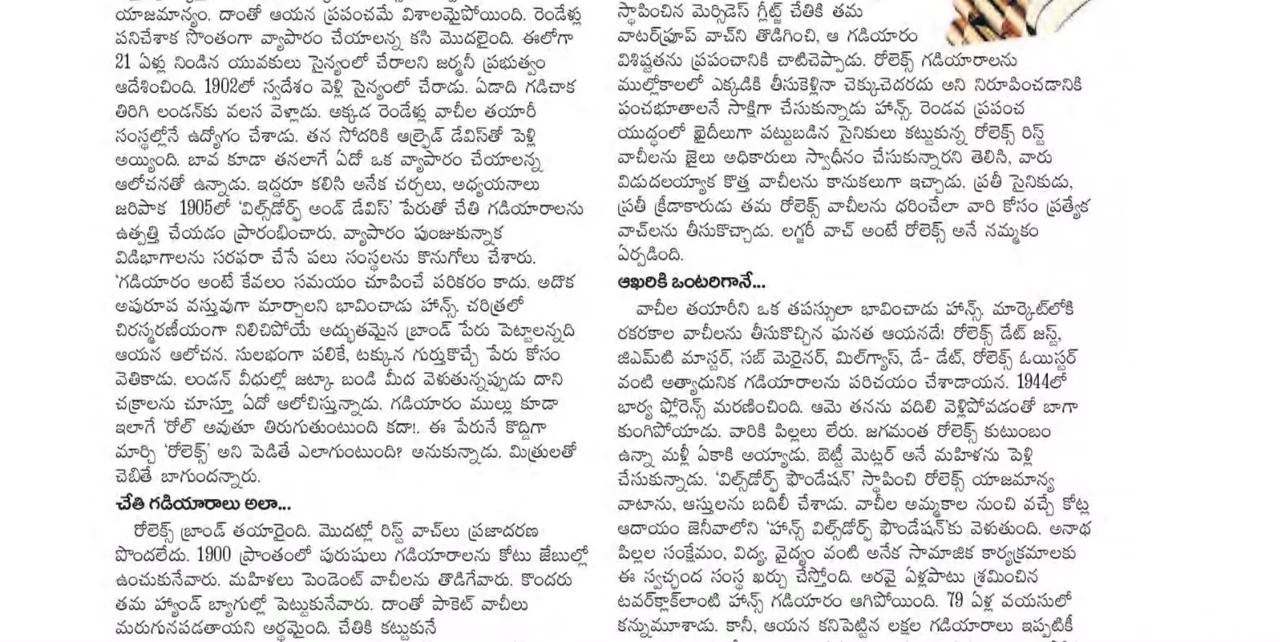 యాజమాన్యం. దాంతో ఆయన ప్రపంచమే విశాలమైపోయింది. రెండేళ్లు
పనిచేశాక సొంతంగా వ్యాపారం చేయాలన్న కసి మొదలైంది. ఈలోగా
21 ఏళ్లు నిండిన యువకులు సైన్యంలో చేరాలని జర్మనీ ప్రభుత్వం
ఆదేశించింది. 1902లో స్వదేశం వెళ్లి సైన్యంలో చేరాడు. ఏడాది గడిచాక
తిరిగి లండన్‌కు వలస వెళ్లాడు. అక్కడ రెండేళ్లు వాచీల తయారీ
సంస్థల్లోనే ఉద్యోగం చేశాడు. తన సోదరికి ఆల్ఫ్రెడ్ డేవిస్‌తో పెళ్లి
అయ్యింది. బావ కూడా తనలాగే ఏదో ఒక వ్యాపారం చేయాలన్న
ఆలోచనతో ఉన్నాడు. ఇద్దరూ కలిసి అనేక చర్చలు, అధ్యయనాలు
జరిపాక 1905లో ‘విల్స్‌డోర్ఫ్ అండ్ డేవిస్’ పేరుతో చేతి గడియారాలను
ఉత్పత్తి చేయడం ప్రారంభించారు. వ్యాపారం పుంజుకున్నాక
విడిభాగాలను సరఫరా చేసే పలు సంస్థలను కొనుగోలు చేశారు.
‘గడియారం అంటే కేవలం సమయం చూపించే పరికరం కాదు. అదొక
అపురూప వస్తువుగా మార్చాలని భావించాడు హాన్స్. చరిత్రలో
చిరస్మరణీయంగా నిలిచిపోయే అద్భుతమైన బ్రాండ్ పేరు పెట్టాలన్నది
ఆయన ఆలోచన. సులభంగా పలికే, టక్కున గుర్తుకొచ్చే పేరు కోసం
వెతికాడు. లండన్ వీధుల్లో జట్కా బండి మీద వెళుతున్నప్పుడు దాని
చక్రాలను చూస్తూ ఏదో ఆలోచిస్తున్నాడు. గడియారం ముల్లు కూడా
ఇలాగే ‘రోల్’ అవుతూ తిరుగుతుంటుంది కదా!. ఈ పేరునే కొద్దిగా
మార్చి ‘రోలెక్స్’ అని పెడితే ఎలాగుంటుంది? అనుకున్నాడు. మిత్రులతో
చెబితే బాగుందన్నారు.
చేతి గడియారాలు అలా...
రోలెక్స్ బ్రాండ్ తయారైంది. మొదట్లో రిస్ట్ వాచ్‌లు ప్రజాదరణ
పొందలేదు. 1900 ప్రాంతంలో పురుషులు గడియారాలను కోటు జేబుల్లో
ఉంచుకునేవారు. మహిళలు పెండెంట్ వాచీలను తొడిగేవారు. కొందరు
తమ హ్యాండ్ బ్యాగుల్లో పెట్టుకునేవారు. దాంతో పాకెట్ వాచీలు
మరుగునపడతాయని అర్థమైంది. చేతికి కట్టుకునే
స్థాపించిన మెర్సిడెస్ గ్లీట్జ్ చేతికి తమ
వాటర్‌ప్రూప్ వాచ్‌ని తొడిగించి, ఆ గడియారం
విశిష్టతను ప్రపంచానికి చాటిచెప్పాడు. రోలెక్స్ గడియారాలను
ముల్లోకాలలో ఎక్కడికి తీసుకెళ్లినా చెక్కుచెదరదు అని నిరూపించడానికి
పంచభూతాలనే సాక్షిగా చేసుకున్నాడు హాన్స్. రెండవ ప్రపంచ
యుద్ధంలో ఖైదీలుగా పట్టుబడిన సైనికులు కట్టుకున్న రోలెక్స్ రిస్ట్
వాచీలను జైలు అధికారులు స్వాధీనం చేసుకున్నారని తెలిసి, వారు
విడుదలయ్యాక కొత్త వాచీలను కానుకలుగా ఇచ్చాడు. ప్రతీ సైనికుడు,
ప్రతీ క్రీడాకారుడు తమ రోలెక్స్ వాచీలను ధరించేలా వారి కోసం ప్రత్యేక
వాచ్‌లను తీసుకొచ్చాడు. లగ్జరీ వాచ్ అంటే రోలెక్స్ అనే నమ్మకం
ఏర్పడింది.
ఆఖరికి ఒంటరిగానే...
వాచీల తయారీని ఒక తపస్సులా భావించాడు హాన్స్. మార్కెట్‌లోకి
రకరకాల వాచీలను తీసుకొచ్చిన ఘనత ఆయనదే! రోలెక్స్ డేట్ జస్ట్,
జిఎమ్‌టి మాస్టర్, సబ్ మెరైనర్, మిల్‌గ్యాస్, డే- డేట్, రోలెక్స్ ఓయిస్టర్
వంటి అత్యాధునిక గడియారాలను పరిచయం చేశాడాయన. 1944లో
భార్య ఫ్లోరెన్స్ మరణించింది. ఆమె తనను వదిలి వెళ్లిపోవడంతో బాగా
కుంగిపోయాడు. వారికి పిల్లలు లేరు. జగమంత రోలెక్స్ కుటుంబం
ఉన్నా మళ్లీ ఏకాకి అయ్యాడు. బెట్టీ మెట్లర్ అనే మహిళను పెళ్లి
చేసుకున్నాడు. ‘విల్స్‌డోర్ఫ్ ఫౌండేషన్’ స్థాపించి రోలెక్స్ యాజమాన్య
వాటాను, ఆస్తులను బదిలీ చేశాడు. వాచీల అమ్మకాల నుంచి వచ్చే కోట్ల
ఆదాయం జెనీవాలోని ‘హాన్స్ విల్స్‌డోర్ఫ్ ఫౌండేషన్’కు వెళుతుంది. అనాథ
పిల్లల సంక్షేమం, విద్య, వైద్యం వంటి అనేక సామాజిక కార్యక్రమాలకు
ఈ స్వచ్ఛంద సంస్థ ఖర్చు చేస్తోంది. అరవై ఏళ్లపాటు శ్రమించిన
టవర్‌క్లాక్‌లాంటి హాన్స్ గడియారం ఆగిపోయింది. 79 ఏళ్ల వయసులో
కన్నుమూశాడు. కానీ, ఆయన కనిపెట్టిన లక్షల గడియారాలు ఇప్పటికీ